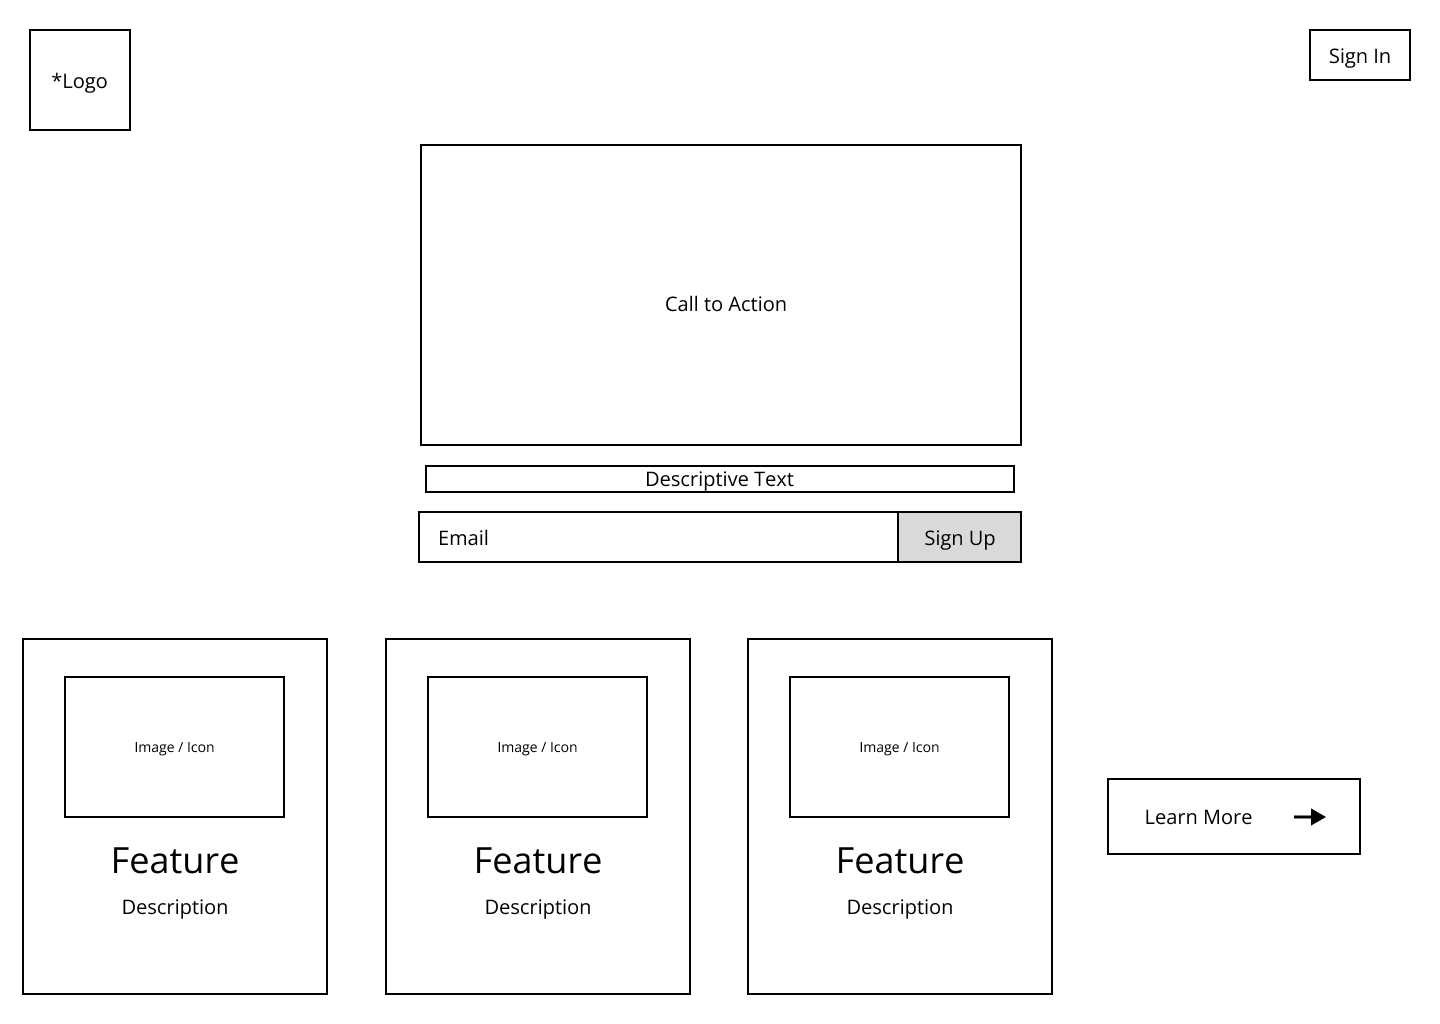 *Logo
Sign In
Call to Action
Descriptive Text
Email
Sign Up
Image / Icon
Feature
Description
Image / Icon
Feature
Description
Image / Icon
Feature
Description
Learn More